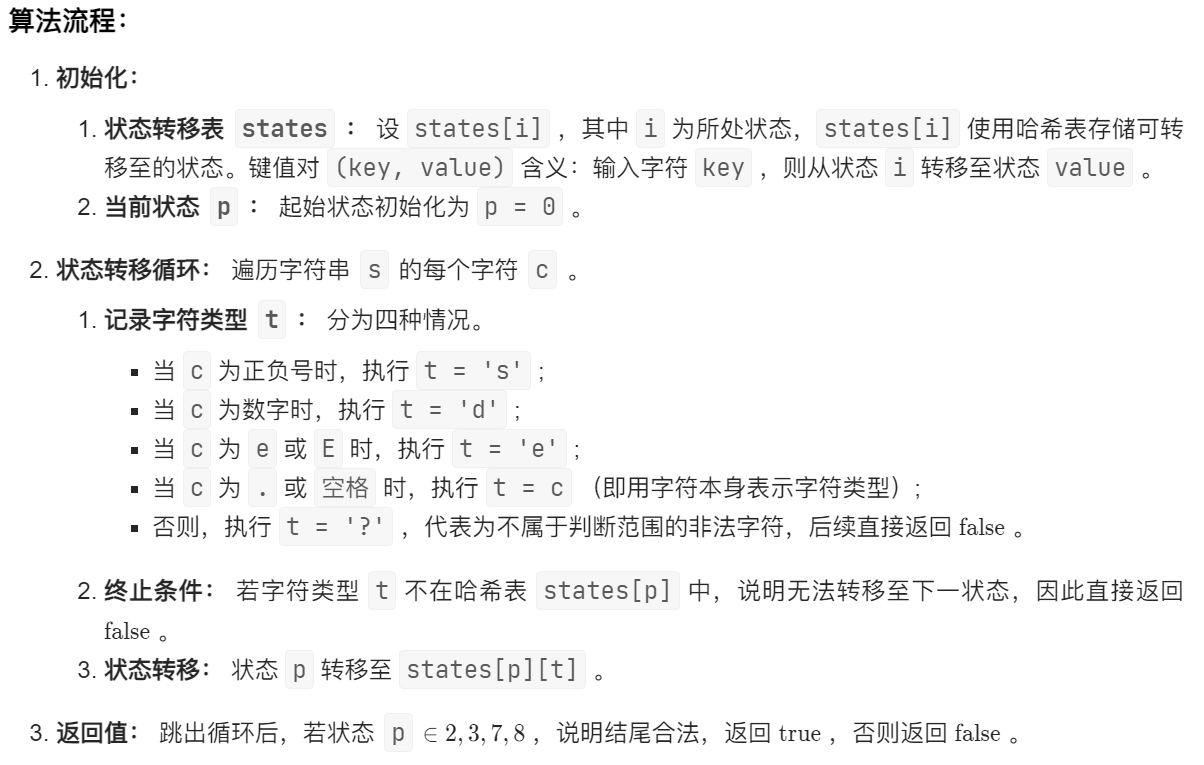 算法流程：
1. 初始化：
1. 状态转移表 states ： 设 states[i] ，其中 i 为所处状态， states[i] 使用哈希表存储可转
移至的状态。键值对 (key, value) 含义：输入字符 key ，则从状态 i 转移至状态 value 。
2. 当前状态 p ： 起始状态初始化为 p = 0 。
2. 状态转移循环： 遍历字符串 s 的每个字符 c 。
1. 记录字符类型 t ： 分为四种情况。
▪ 当 c 为正负号时，执行 t = 's' ;
▪ 当 c 为数字时，执行 t = 'd' ;
▪ 当 c 为 e 或 E 时，执行 t = 'e' ;
▪ 当 c 为 . 或 空格 时，执行 t = c （即用字符本身表示字符类型）;
▪ 否则，执行 t = '?' ，代表为不属于判断范围的非法字符，后续直接返回 false 。
2. 终止条件： 若字符类型 t 不在哈希表 states[p] 中，说明无法转移至下一状态，因此直接返回
false 。
3. 状态转移： 状态 p 转移至 states[p][t] 。
3. 返回值： 跳出循环后，若状态 p ∈ 2, 3, 7, 8 ，说明结尾合法，返回 true ，否则返回 false 。